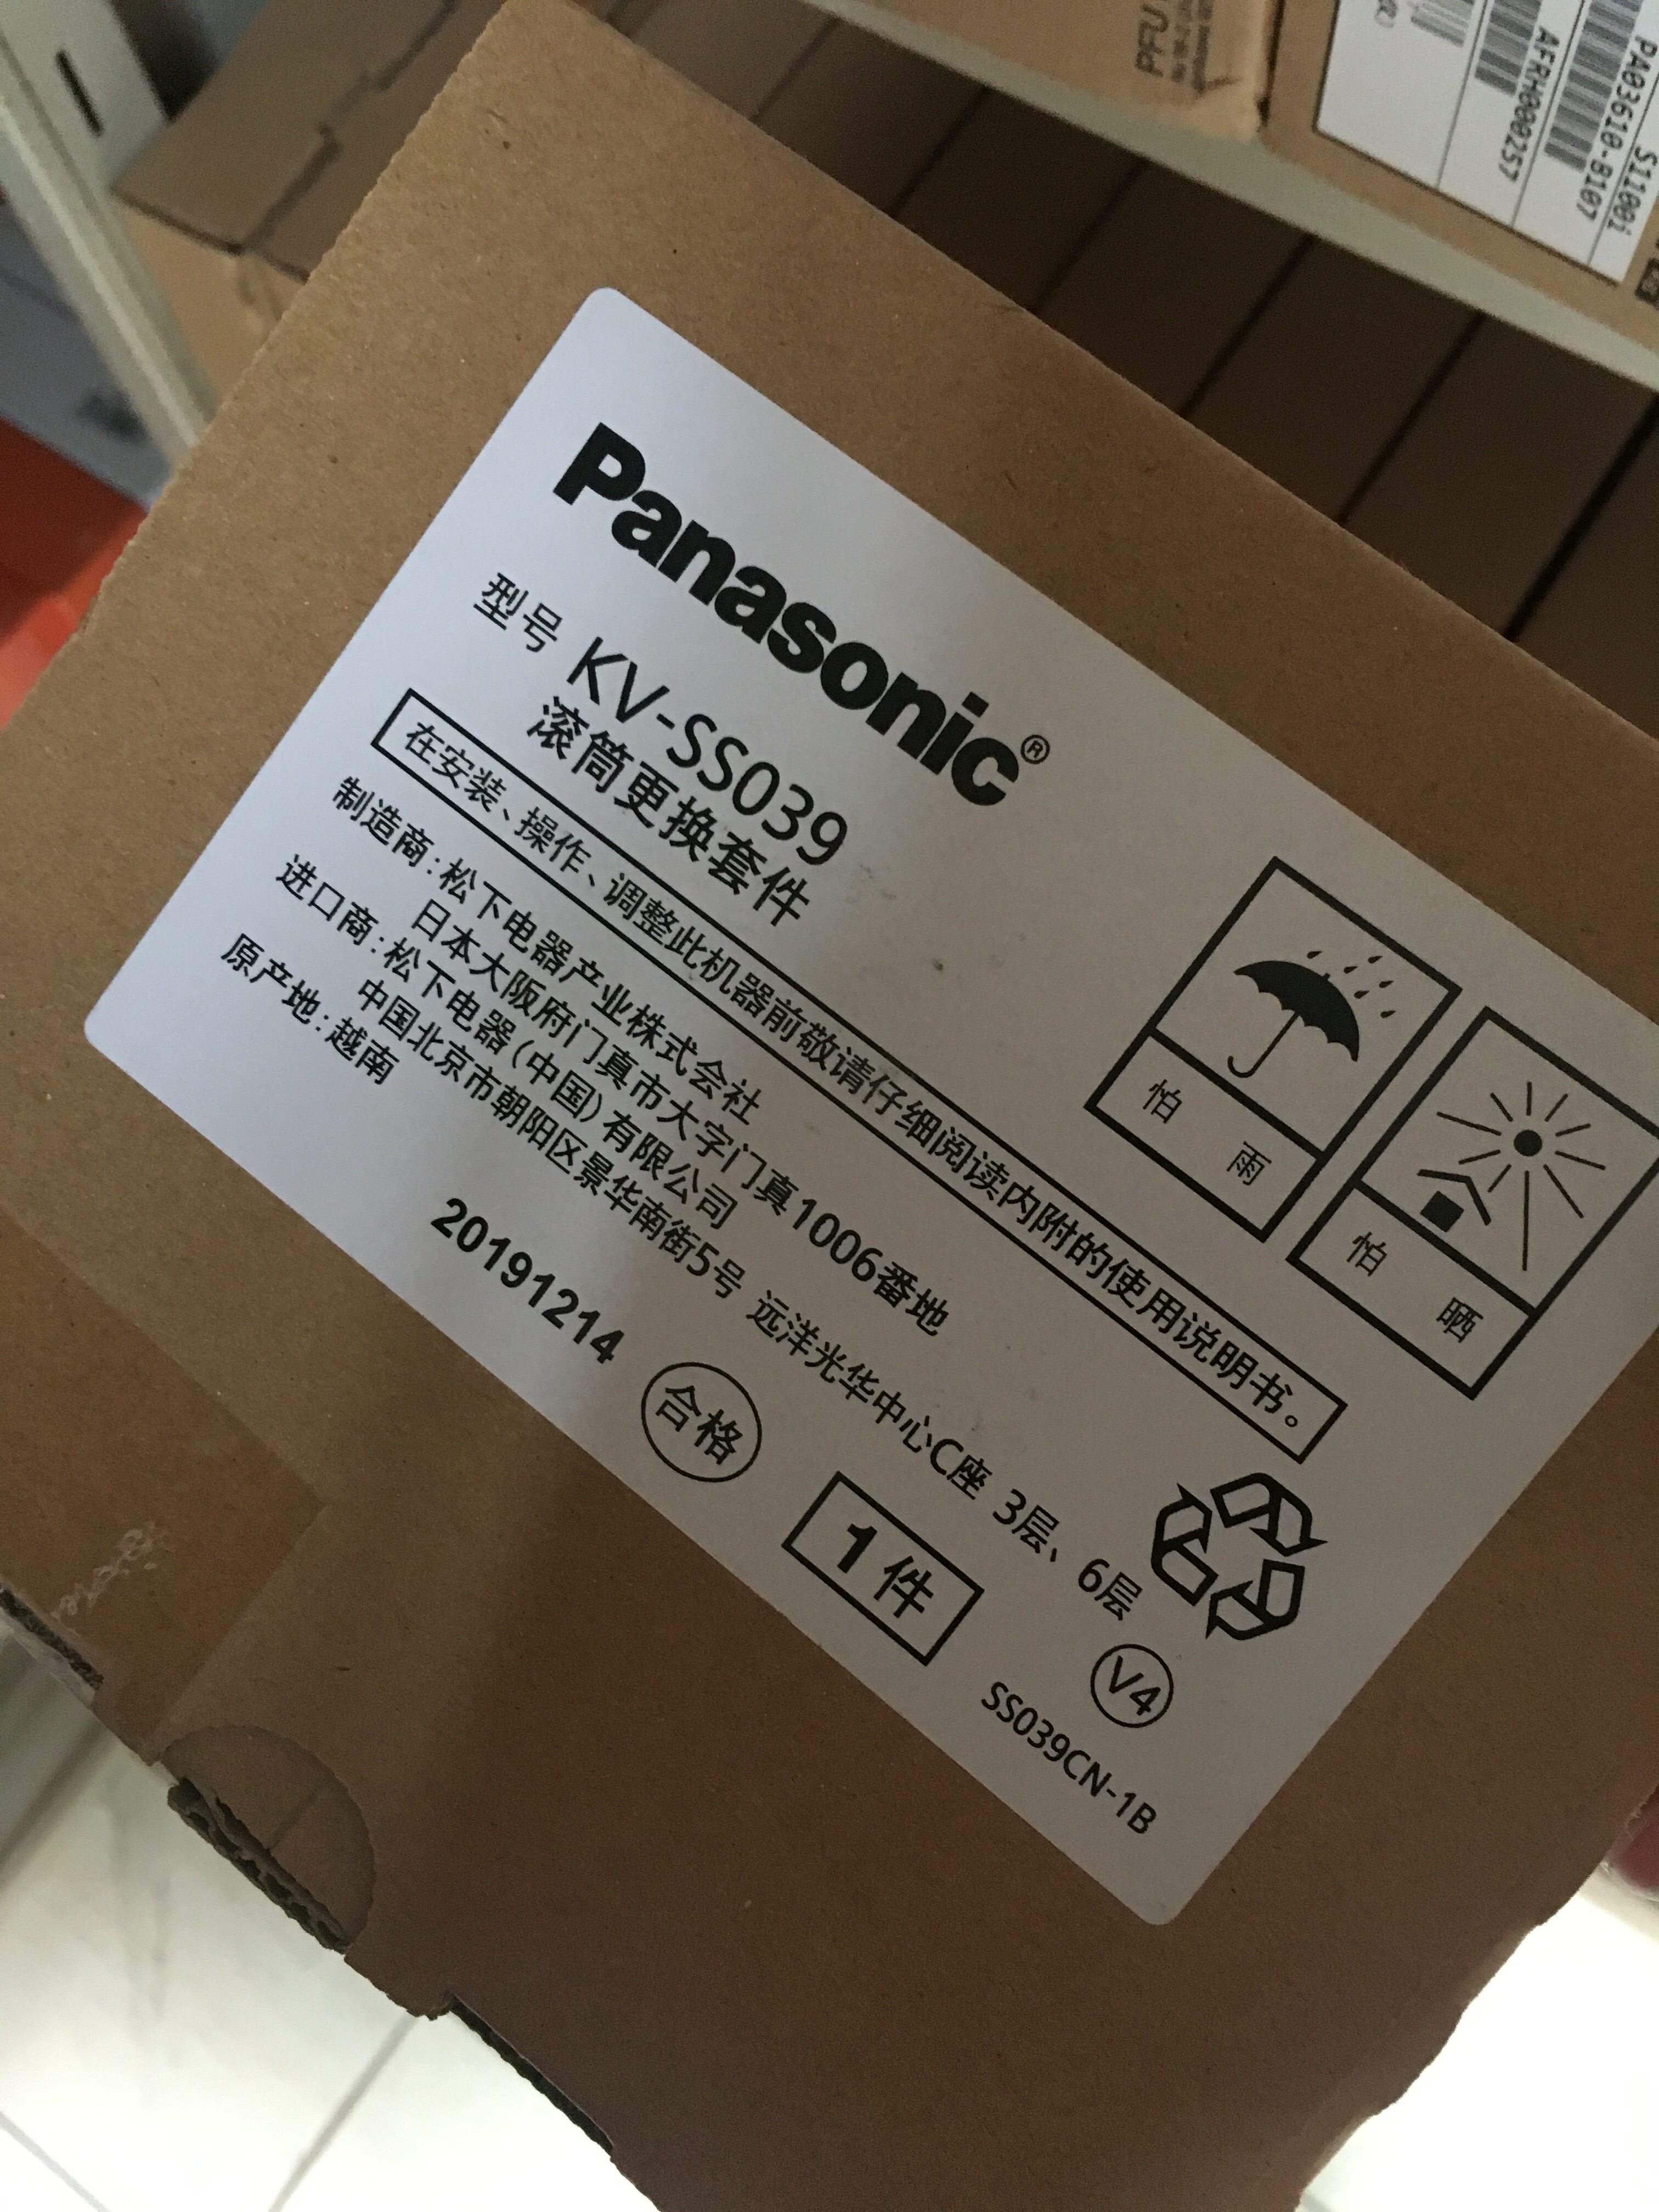 PFU
PA03610-B107
S11001
AFRH000257
Panasonic®
型号 KV-SS039
滚筒更换套件
在安装、操作、调整此机器前敬请仔细阅读内附的使用说明书。
制造商:松下电器产业株式会社
日本大阪府门真市大字门真1006番地
进口商:松下电器(中国)有限公司
中国北京市朝阳区景华南街5号 远洋光华中心C座 3层、6层
原产地:越南
20191214
合格
1件
V4
SS039CN-1B
怕 雨
怕 晒